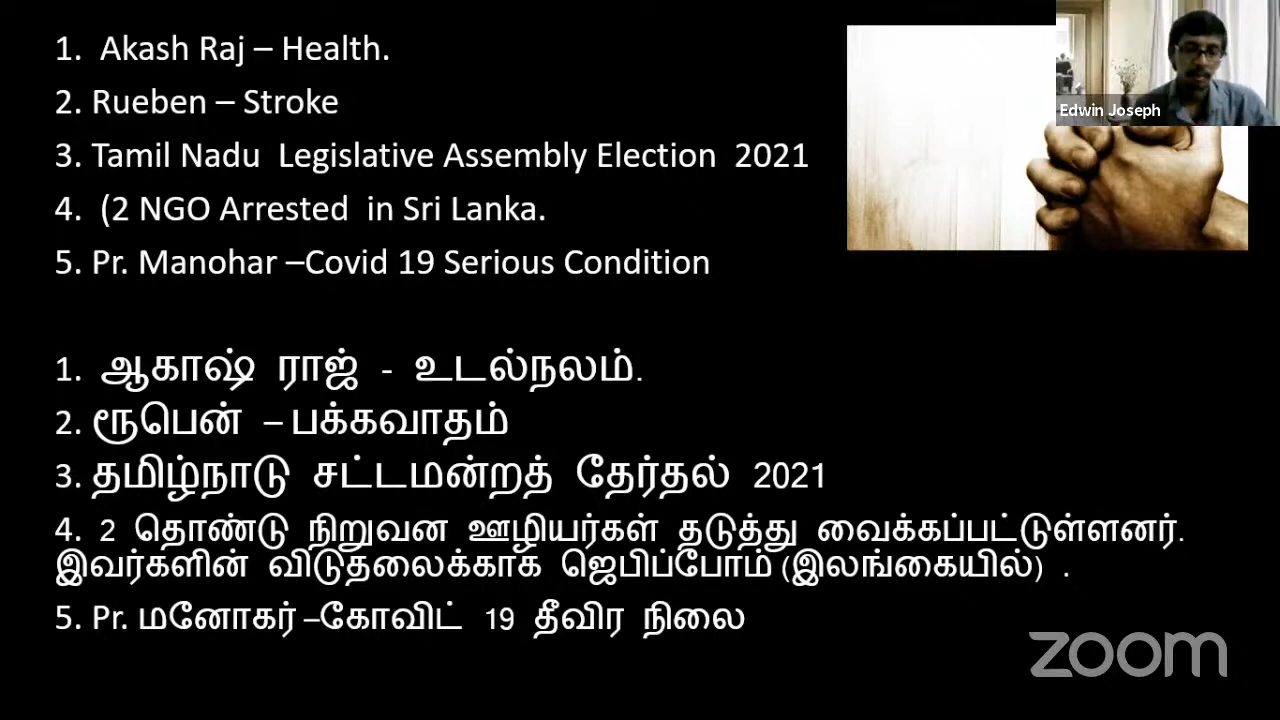 1. Akash Raj – Health.
Edwin Joseph
2. Rueben – Stroke
3. Tamil Nadu Legislative Assembly Election 2021
4. (2 NGO Arrested in Sri Lanka.
5. Pr. Manohar –Covid 19 Serious Condition
1. ஆகாஷ் ராஜ் - உடல்நலம்.
2. ரூபென் – பக்கவாதம்
3. தமிழ்நாடு சட்டமன்றத் தேர்தல் 2021
4. 2 தொண்டு நிறுவன ஊழியர்கள் தடுத்து வைக்கப்பட்டுள்ளனர்.
இவர்களின் விடுதலைக்காக ஜெபிப்போம் (இலங்கையில்) .
5. Pr. மனோகர் –கோவிட் 19 தீவிர நிலை
zoom